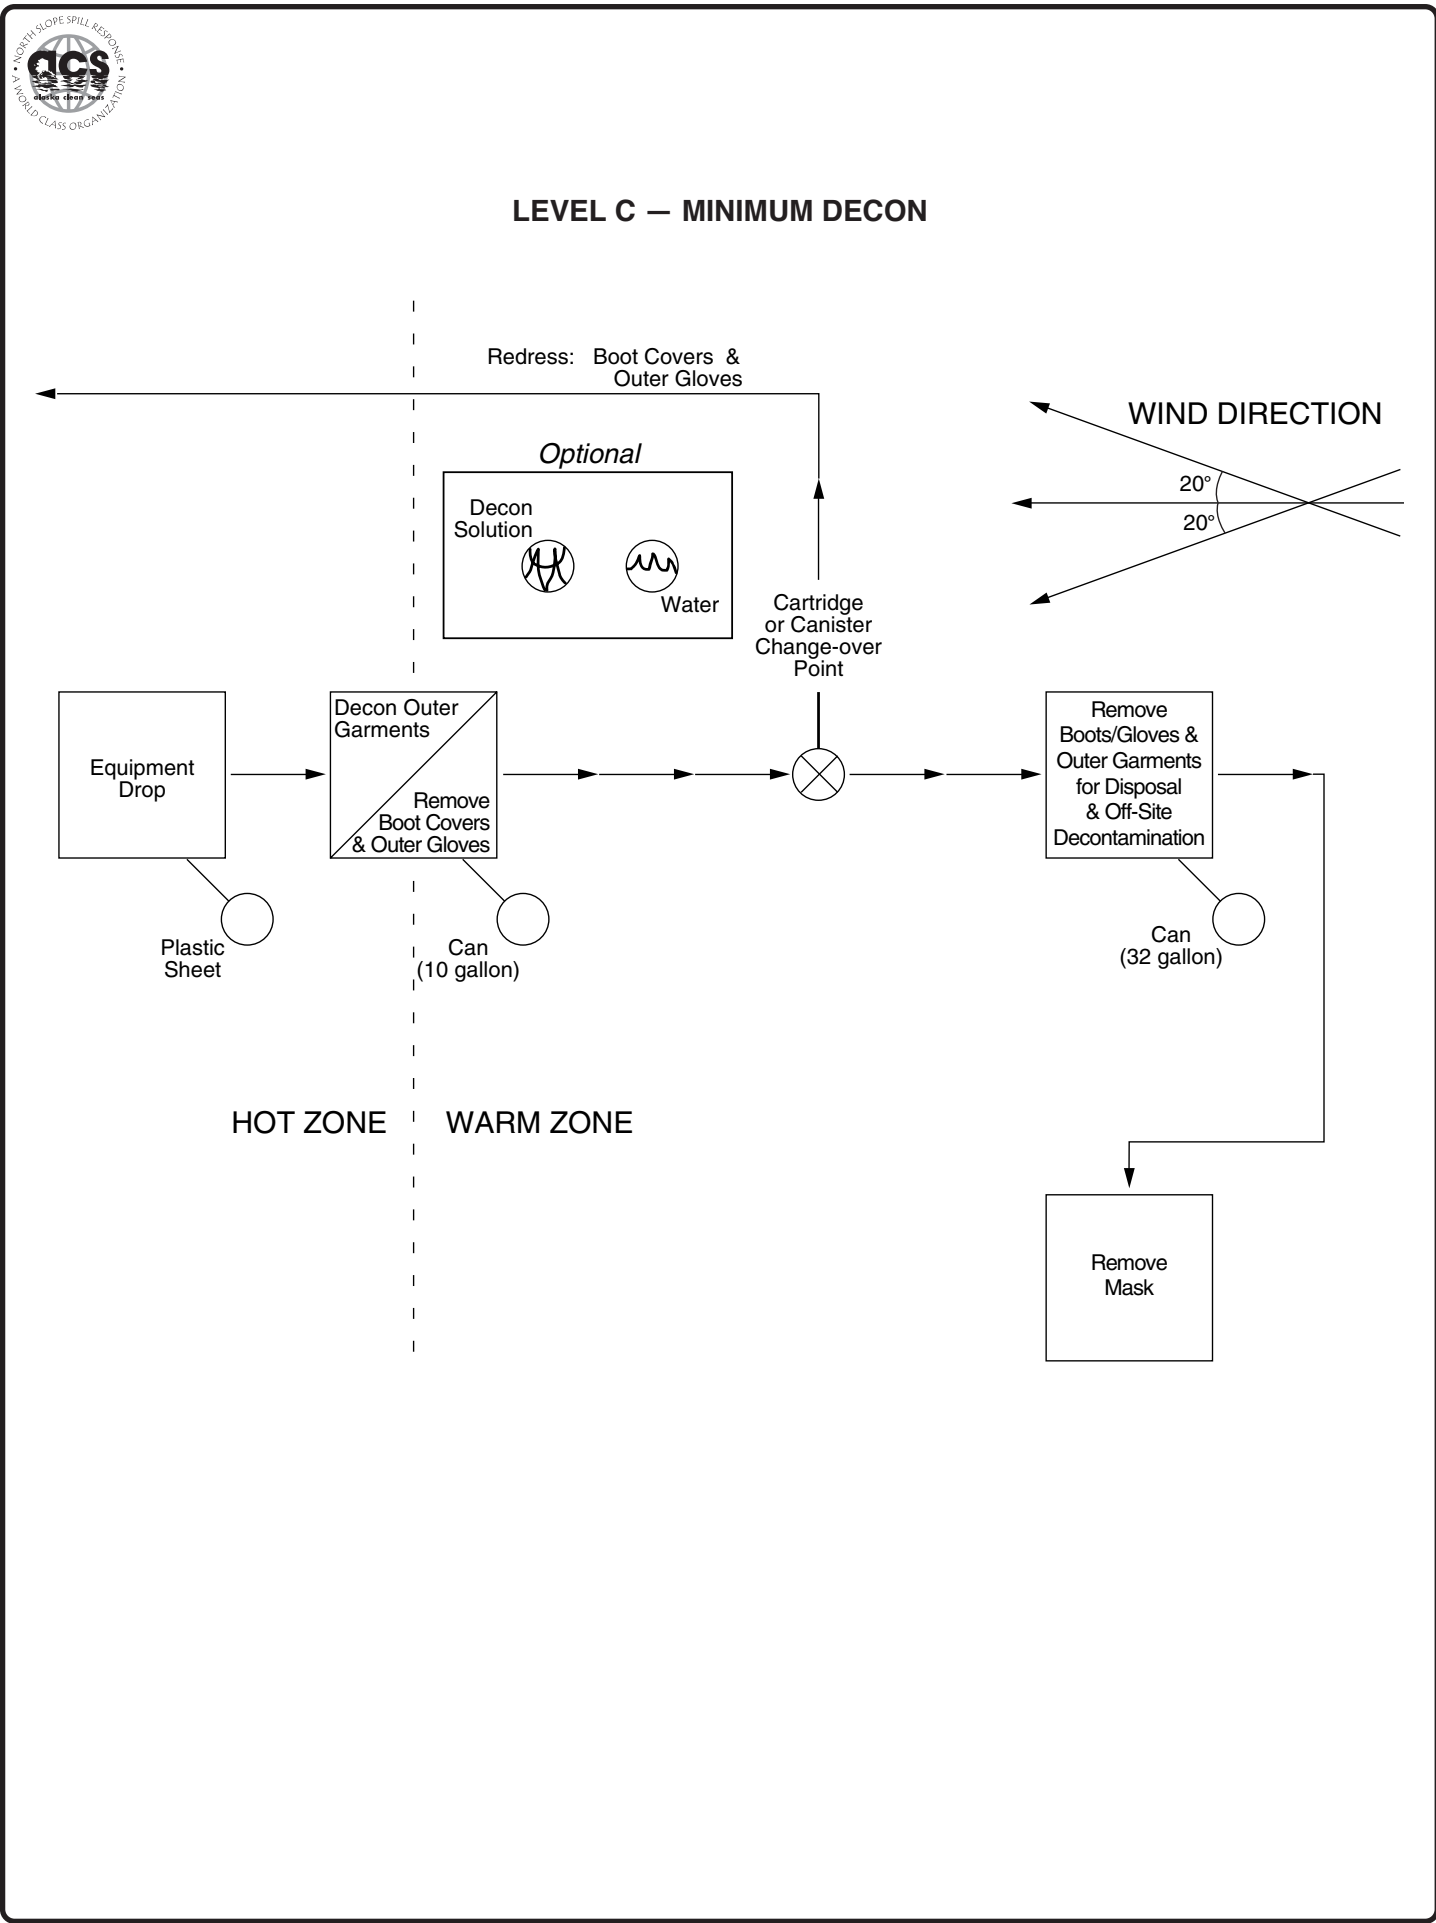 • NORTH SLOPE SPILL RESPONSE •
acs
alaska clean seas
A WORLD CLASS ORGANIZATION
LEVEL C — MINIMUM DECON
Redress: Boot Covers &
Outer Gloves
WIND DIRECTION
20°
20°
Optional
Decon
Solution
Water
Cartridge
or Canister
Change-over
Point
Equipment
Drop
Decon Outer
Garments
Remove
Boot Covers
& Outer Gloves
Remove
Boots/Gloves &
Outer Garments
for Disposal
& Off-Site
Decontamination
Plastic
Sheet
Can
(10 gallon)
Can
(32 gallon)
HOT ZONE
WARM ZONE
Remove
Mask